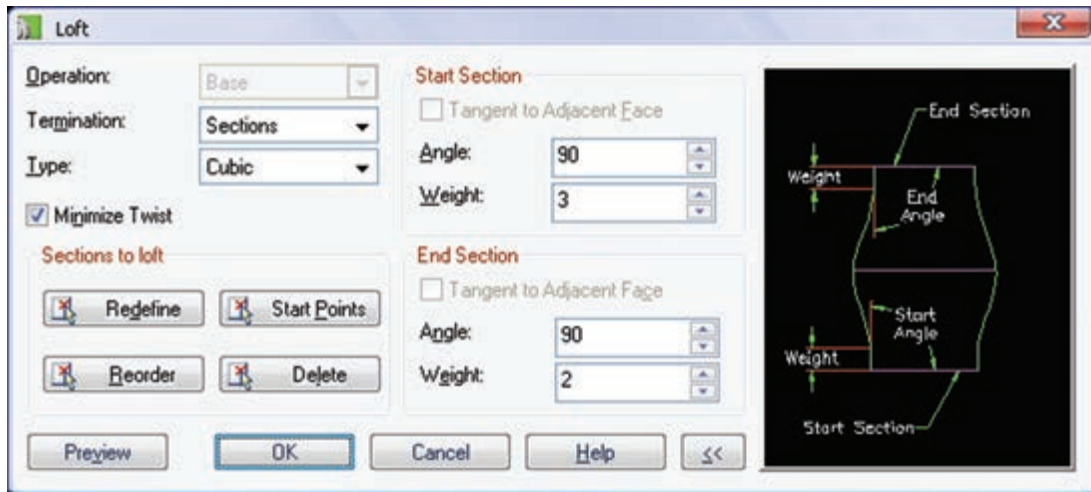 Loft
Operation: Base
Termination: Sections
Type: Cubic
Minimize Twist
Sections to loft
Redefine Start Points
Reorder Delete
Start Section
Tangent to Adjacent Face
Angle: 90
Weight: 3
End Section
Tangent to Adjacent Face
Angle: 90
Weight: 2
Preview OK Cancel Help <<
End Section
Weight
End
Angle
Start
Angle
Weight
Start Section